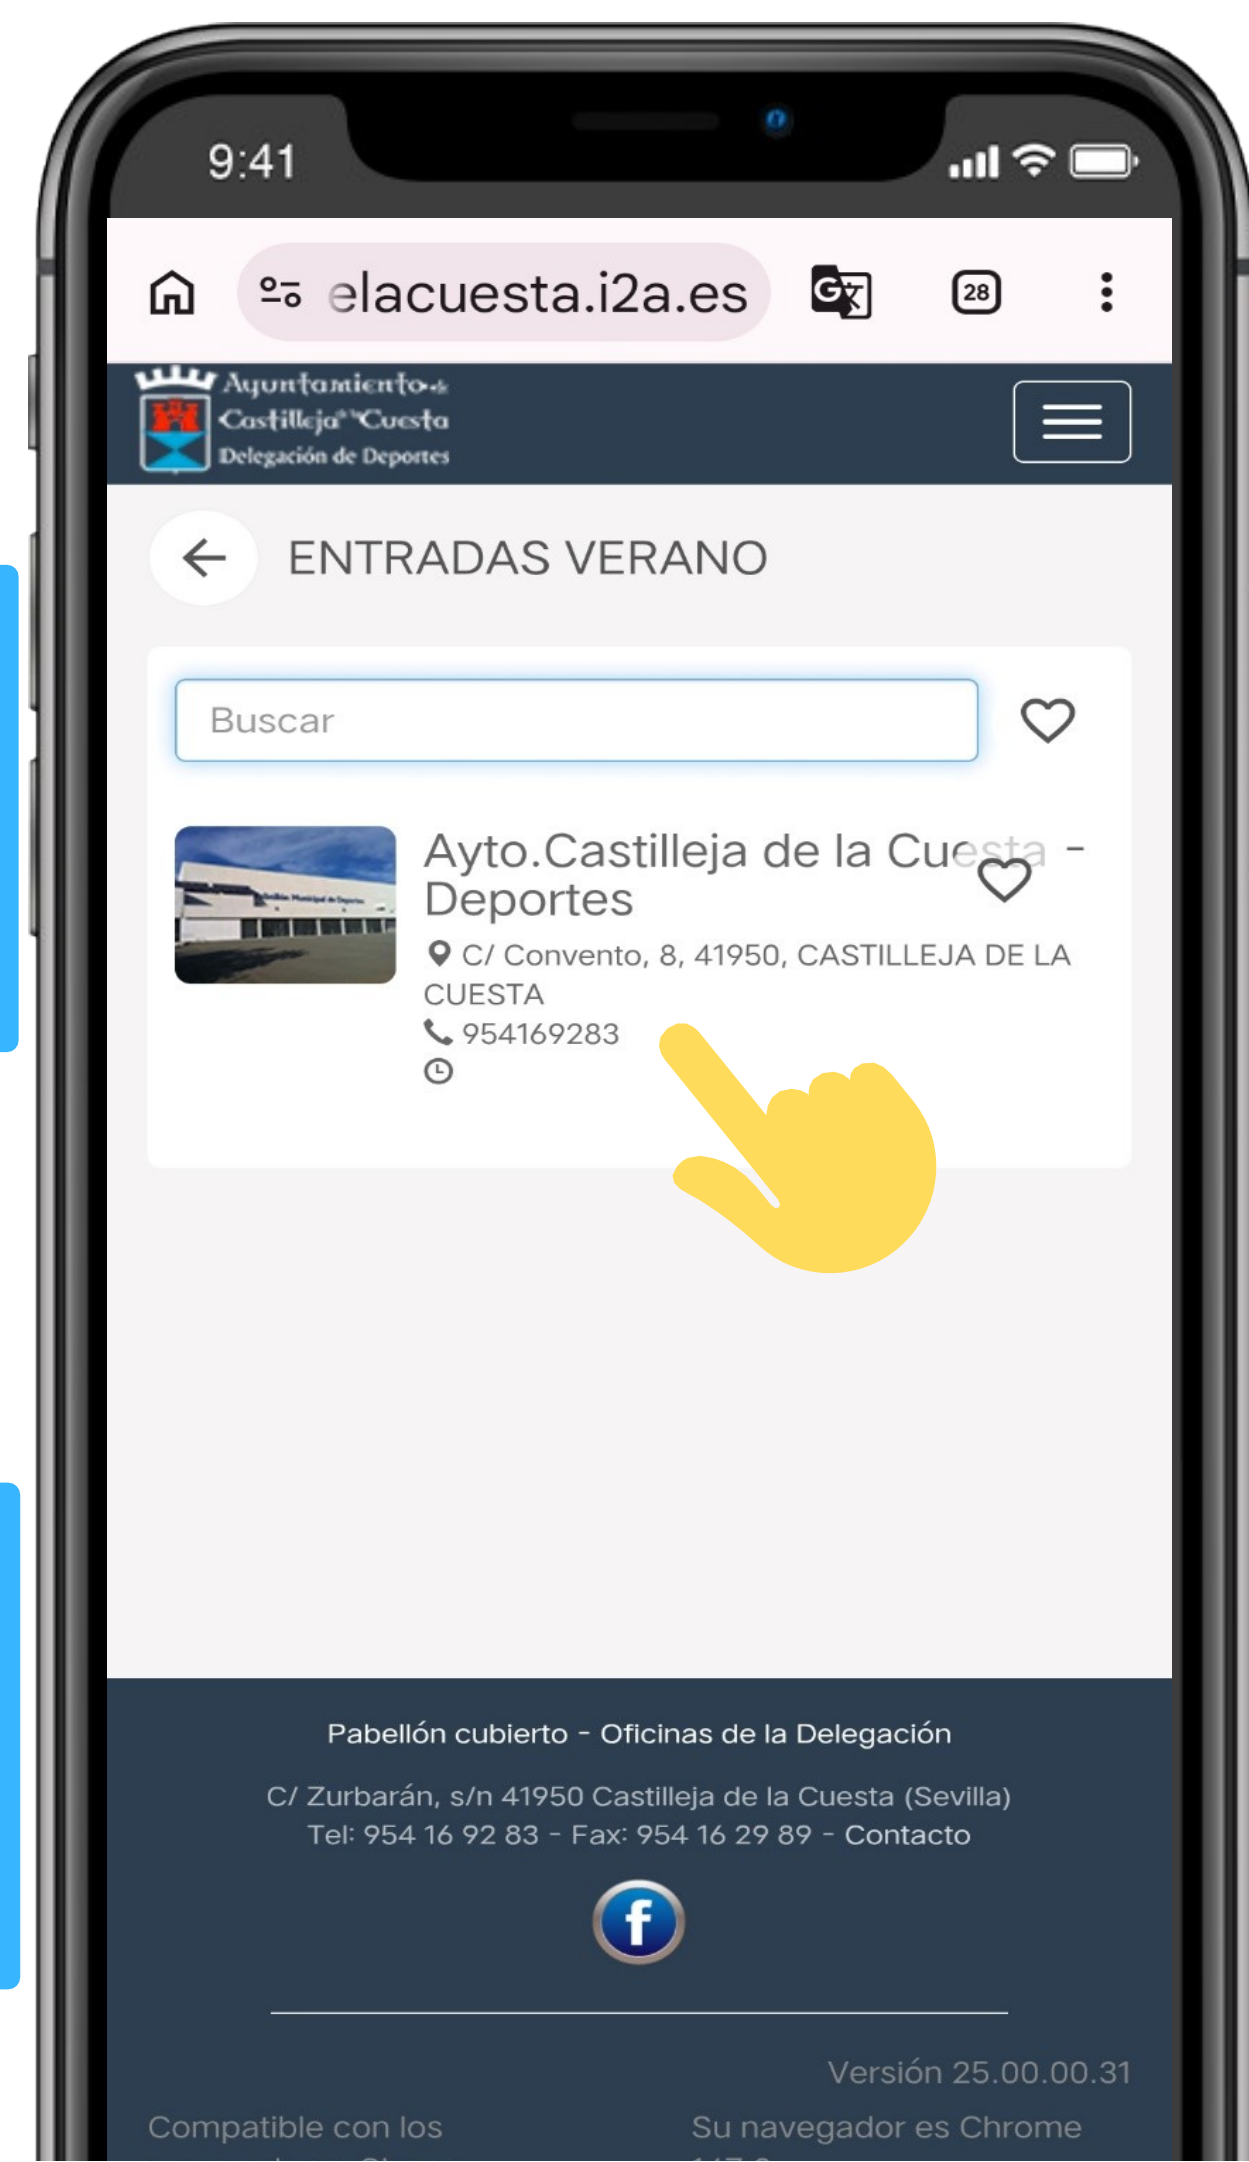 9:41
elacuesta.i2a.es
28
Ayuntamiento de
Castilleja de la Cuesta
Delegación de Deportes
ENTRADAS VERANO
Buscar
Ayto.Castilleja de la Cuesta -
Deportes
C/ Convento, 8, 41950, CASTILLEJA DE LA
CUESTA
954169283
Pabellón cubierto - Oficinas de la Delegación
C/ Zurbarán, s/n 41950 Castilleja de la Cuesta (Sevilla)
Tel: 954 16 92 83 - Fax: 954 16 29 89 - Contacto
f
Versión 25.00.00.31
Compatible con los
Su navegador es Chrome